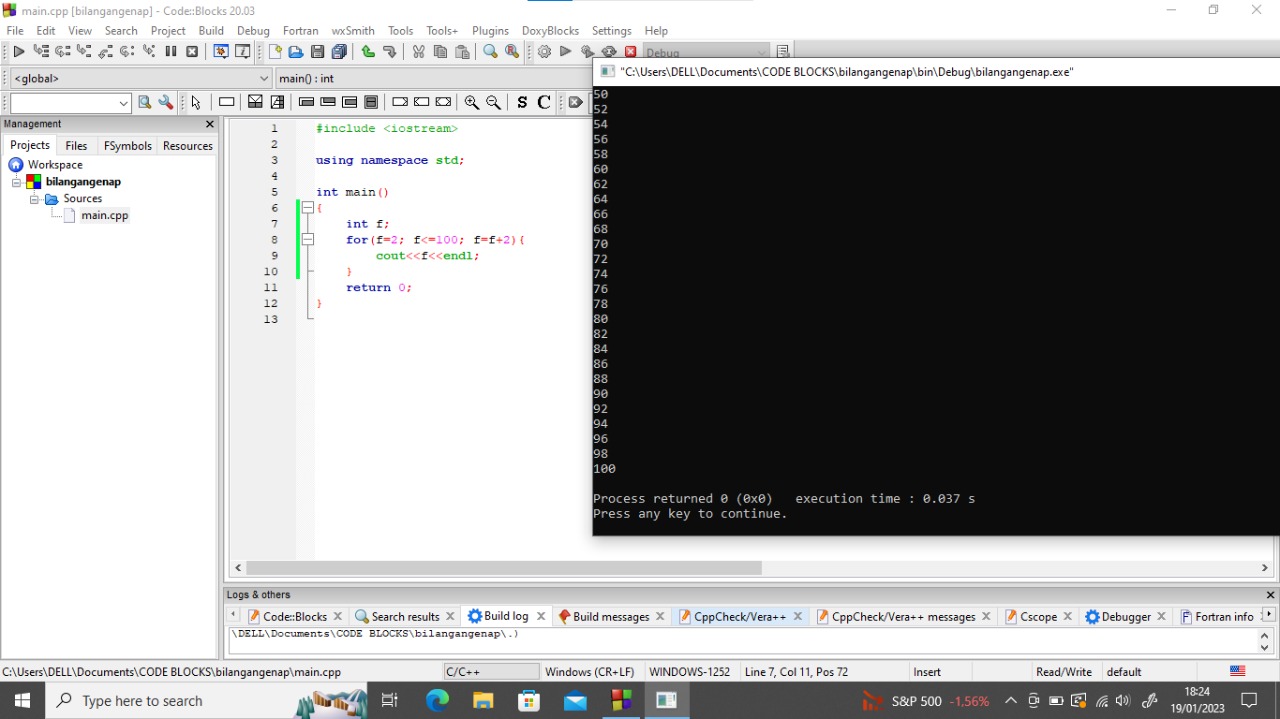 main.cpp [bilangangenap] - Code::Blocks 20.03
File Edit View Search Project Build Debug Fortran wxSmith Tools Tools+ Plugins DoxyBlocks Settings Help
Debug
<global> main() : int
"C:\Users\DELL\Documents\CODE BLOCKS\bilangangenap\bin\Debug\bilangangenap.exe"
S C
Management
Projects Files FSymbols Resources
Workspace
bilangangenap
Sources
main.cpp
1 #include <iostream>
2
3 using namespace std;
4
5 int main()
6 {
7 int f;
8 for(f=2; f<=100; f=f+2){
9 cout<<f<<endl;
10 }
11 return 0;
12 }
13
50
52
54
56
58
60
62
64
66
68
70
72
74
76
78
80
82
84
86
88
90
92
94
96
98
100
Process returned 0 (0x0) execution time : 0.037 s
Press any key to continue.
Logs & others
Code::Blocks Search results Build log Build messages CppCheck/Vera++ CppCheck/Vera++ messages Cscope Debugger Fortran info
\DELL\Documents\CODE BLOCKS\bilangangenap\.)
C:\Users\DELL\Documents\CODE BLOCKS\bilangangenap\main.cpp C/C++ Windows (CR+LF) WINDOWS-1252 Line 7, Col 11, Pos 72 Insert Read/Write default
Type here to search S&P 500 -1,56% 18:24
19/01/2023